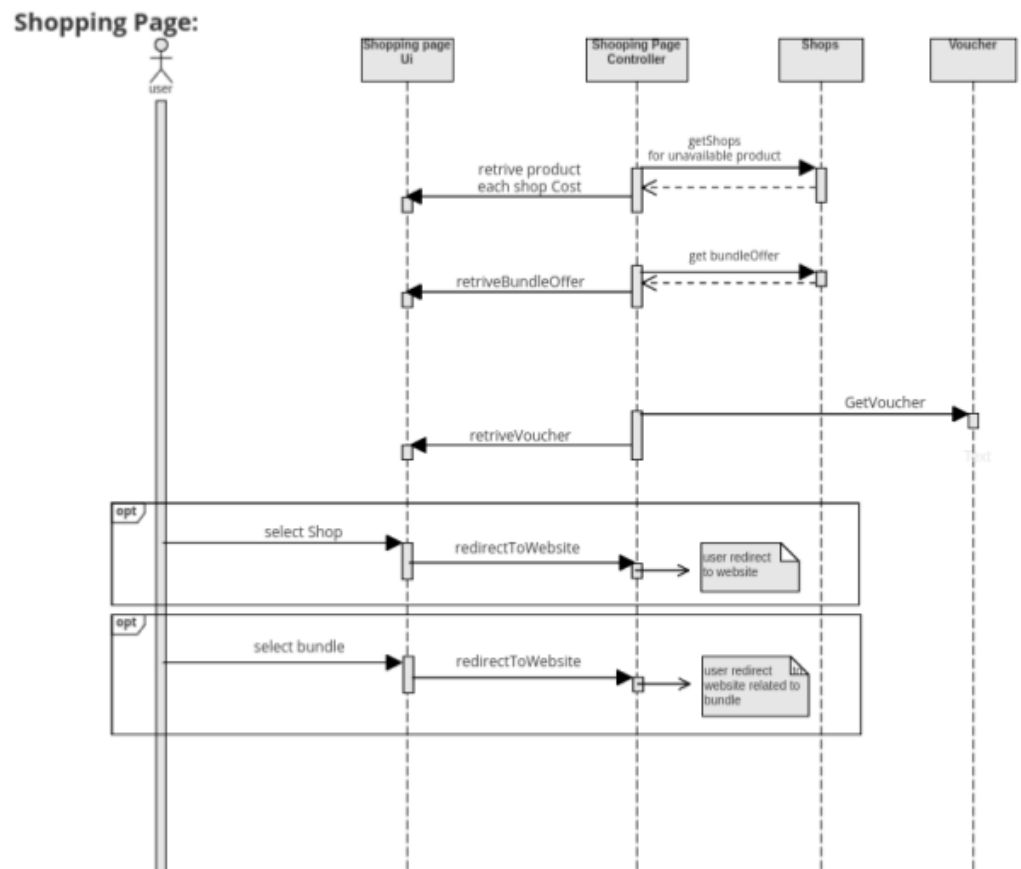 Shopping Page:
user
Shopping page
Ui
Shooping Page
Controller
Shops
Voucher
getShops
for unavailable product
retrive product
each shop Cost
get bundleOffer
retriveBundleOffer
GetVoucher
retriveVoucher
Text
opt
select Shop
redirectToWebsite
user redirect
to website
opt
select bundle
redirectToWebsite
user redirect
website related to
bundle